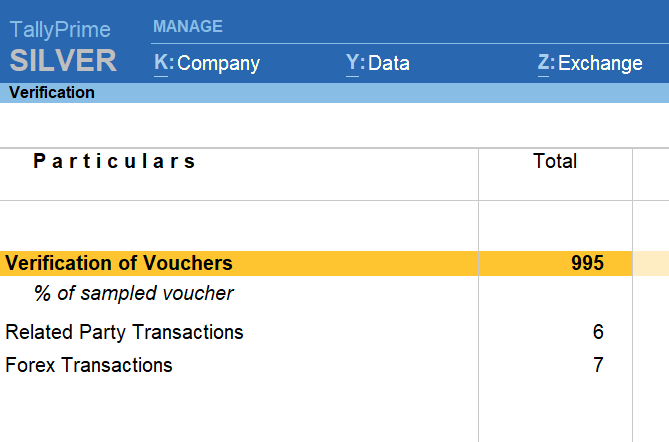 TallyPrime MANAGE
SILVER K: Company Y: Data Z: Exchange
Verification
Particulars Total
Verification of Vouchers 995
% of sampled voucher
Related Party Transactions 6
Forex Transactions 7